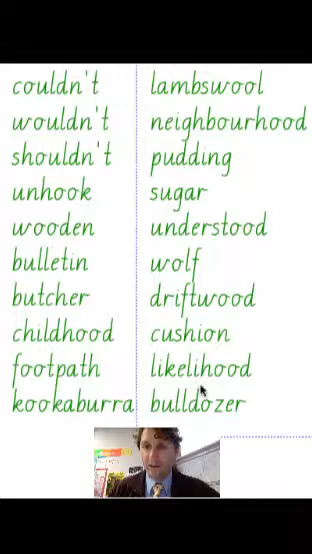 couldn't
wouldn't
shouldn't
unhook
wooden
bulletin
butcher
childhood
footpath
kookaburra
lambswool
neighbourhood
pudding
sugar
understood
wolf
driftwood
cushion
likelihood
bulldozer